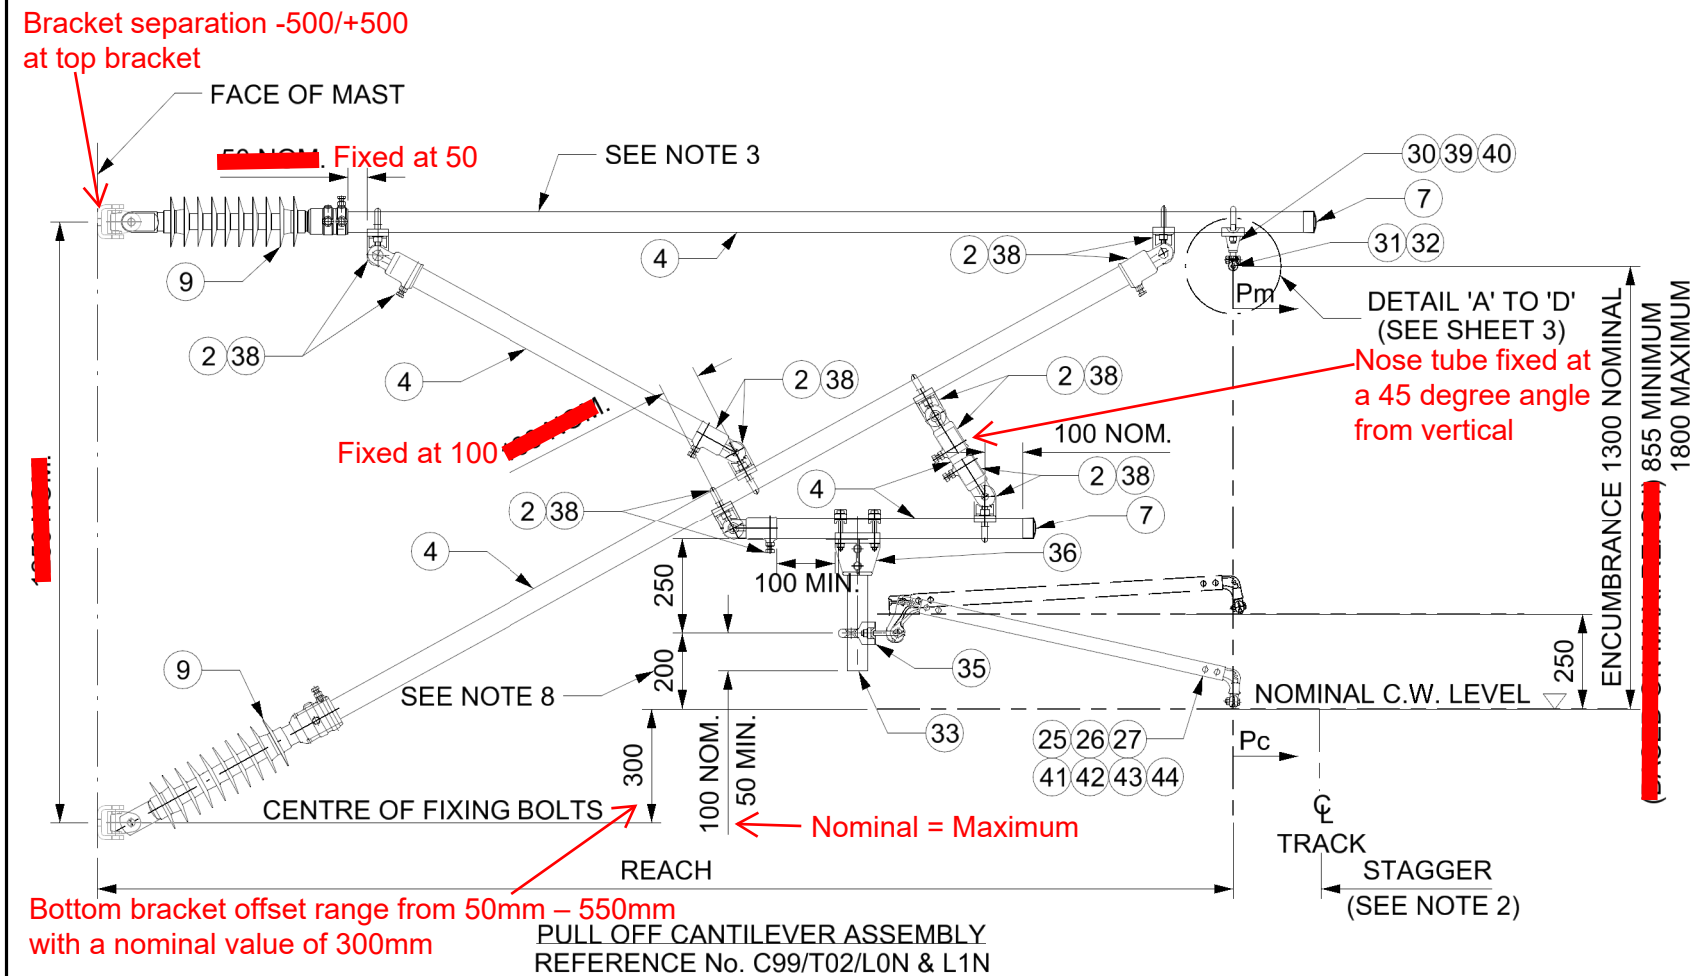 Bracket separation -500/+500
at top bracket
FACE OF MAST
Fixed at 50
SEE NOTE 3
30 39 40
7
9
4
2 38
31 32
Pm
DETAIL 'A' TO 'D'
(SEE SHEET 3)
2 38
4
2 38
2 38
Nose tube fixed at
a 45 degree angle
from vertical
Fixed at 100
100 NOM.
2 38
4
2 38
7
4
36
100 MIN.
250
200
35
9
SEE NOTE 8
33
NOMINAL C.W. LEVEL
250
ENCUMBRANCE 1300 NOMINAL
855 MINIMUM
1800 MAXIMUM
25 26 27
41 42 43 44
Pc
300
100 NOM.
50 MIN.
CENTRE OF FIXING BOLTS
Nominal = Maximum
CL
TRACK
REACH
STAGGER
(SEE NOTE 2)
Bottom bracket offset range from 50mm – 550mm
with a nominal value of 300mm
PULL OFF CANTILEVER ASSEMBLY
REFERENCE No. C99/T02/L0N & L1N